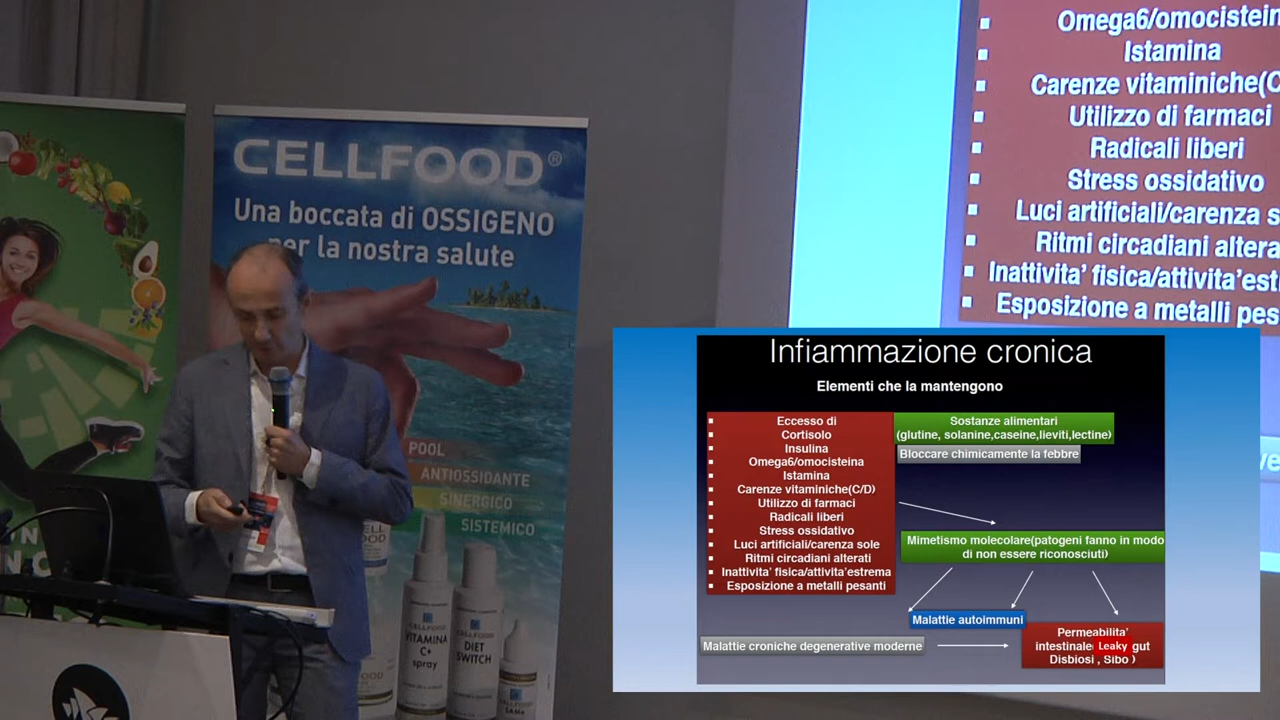 CELLFOOD®
Una boccata di OSSIGENO
per la nostra salute
POOL
ANTIOSSIDANTE
SINERGICO
SISTEMICO
CELLFOOD
VITAMINA
C+
spray
CELLFOOD
DIET
SWITCH
Omega6/omocistein
Istamina
Carenze vitaminiche(C
Utilizzo di farmaci
Radicali liberi
Stress ossidativo
Luci artificiali/carenza s
Ritmi circadiani altera
Inattivita' fisica/attivita'est
Esposizione a metalli pes
Infiammazione cronica
Elementi che la mantengono
Eccesso di
Cortisolo
Insulina
Omega6/omocisteina
Istamina
Carenze vitaminiche(C/D)
Utilizzo di farmaci
Radicali liberi
Stress ossidativo
Luci artificiali/carenza sole
Ritmi circadiani alterati
Inattivita' fisica/attivita'estrema
Esposizione a metalli pesanti
Sostanze alimentari
(glutine, solanine,caseine,lieviti,lectine)
Bloccare chimicamente la febbre
Mimetismo molecolare(patogeni fanno in modo
di non essere riconosciuti)
Malattie autoimmuni
Malattie croniche degenerative moderne
Permeabilita'
intestinale( Leaky gut
Disbiosi , Sibo )